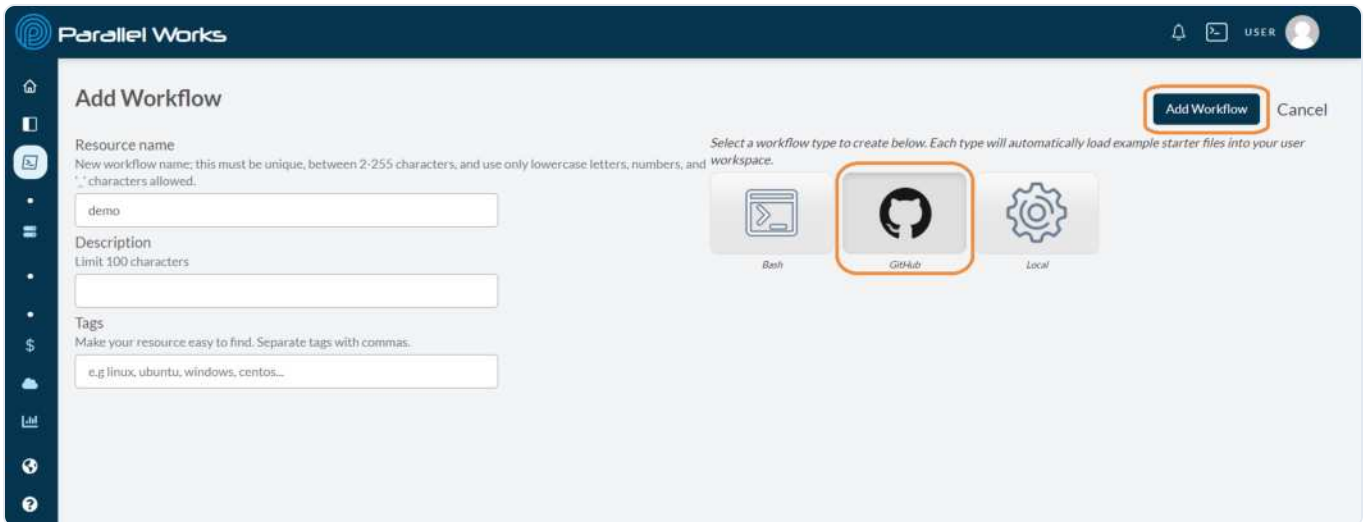 Parallel Works
USER
Add Workflow
Add Workflow
Cancel
Resource name
New workflow name; this must be unique, between 2-255 characters, and use only lowercase letters, numbers, and
'_' characters allowed.
demo
Description
Limit 100 characters
Tags
Make your resource easy to find. Separate tags with commas.
e.g linux, ubuntu, windows, centos...
Select a workflow type to create below. Each type will automatically load example starter files into your user
workspace.
Bash
GitHub
Local